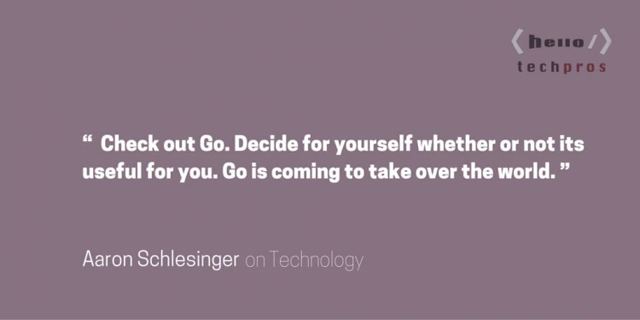 <hello/>
techpros
“ Check out Go. Decide for yourself whether or not its
useful for you. Go is coming to take over the world. ”
Aaron Schlesinger on Technology